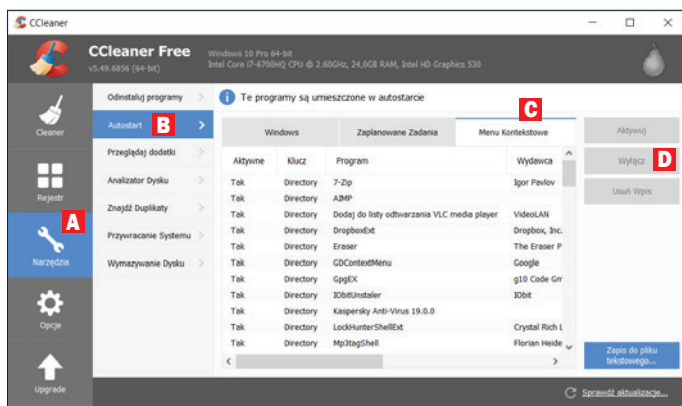 CCleaner
CCleaner Free
v5.49.6856 (64-bit)
Windows 10 Pro 64-bit
Intel Core i7-6700HQ CPU @ 2.60GHz, 24,0GB RAM, Intel HD Graphics 530
Cleaner
Rejestr
A
Narzędzia
Opcje
Upgrade
Odinstaluj programy
Autostart B
Przeglądaj dodatki
Analizator Dysku
Znajdź Duplikaty
Przywracanie Systemu
Wymazywanie Dysku
Te programy są umieszczone w autostarcie
C
Windows Zaplanowane Zadania Menu Kontekstowe
Aktywne Klucz Program Wydawca
Tak Directory 7-Zip Igor Pavlov
Tak Directory AIMP
Tak Directory Dodaj do listy odtwarzania VLC media player VideoLAN
Tak Directory DropboxExt Dropbox, Inc.
Tak Directory Eraser The Eraser P
Tak Directory GDContextMenu Google
Tak Directory GpgEX g10 Code Gm
Tak Directory IObitUnstaler IObit
Tak Directory Kaspersky Anti-Virus 19.0.0
Tak Directory LockHunterShellExt Crystal Rich L
Tak Directory Mp3tagShell Florian Heide
Aktywuj
Wyłącz D
Usuń Wpis
Zapis do pliku
tekstowego...
Sprawdź aktualizacje...